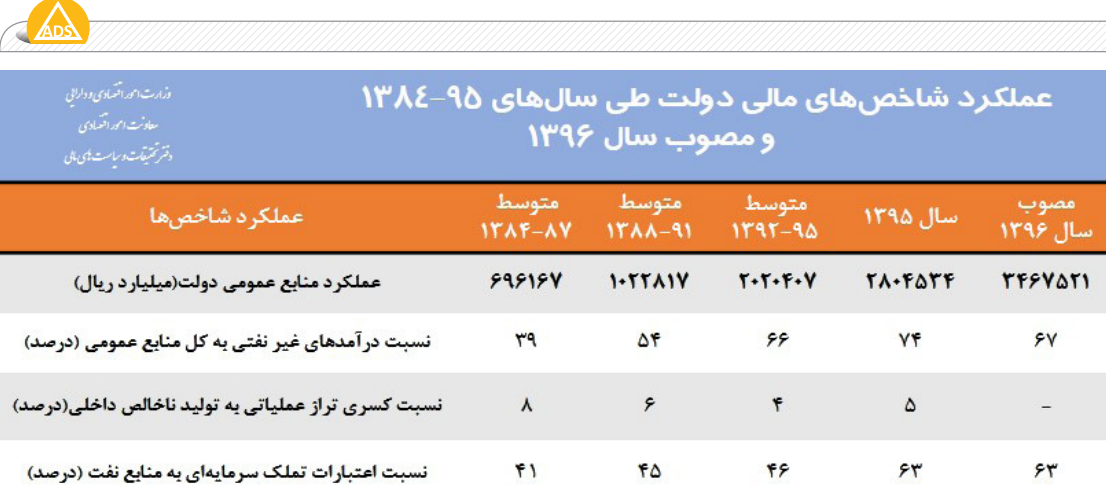 ADS
عملکرد شاخص‌های مالی دولت طی سال‌های ۹۵-۱۳۸۴
و مصوب سال ۱۳۹۶
وزارت امور اقتصادی و دارایی
معاونت امور اقتصادی
دفتر تحقیقات و سیاست های مالی
عملکرد شاخص‌ها متوسط ۸۷-۱۳۸۴ متوسط ۹۱-۱۳۸۸ متوسط ۹۵-۱۳۹۲ سال ۱۳۹۵ مصوب سال ۱۳۹۶
عملکرد منابع عمومی دولت(میلیارد ریال) ۶۹۶۱۶۷ ۱۰۲۲۸۱۷ ۲۰۲۰۴۰۷ ۲۸۰۴۵۳۴ ۳۴۶۷۵۲۱
نسبت درآمدهای غیر نفتی به کل منابع عمومی (درصد) ۳۹ ۵۴ ۶۶ ۷۴ ۶۷
نسبت کسری تراز عملیاتی به تولید ناخالص داخلی(درصد) ۸ ۶ ۴ ۵ -
نسبت اعتبارات تملک سرمایه‌ای به منابع نفت (درصد) ۴۱ ۴۵ ۴۶ ۶۳ ۶۳